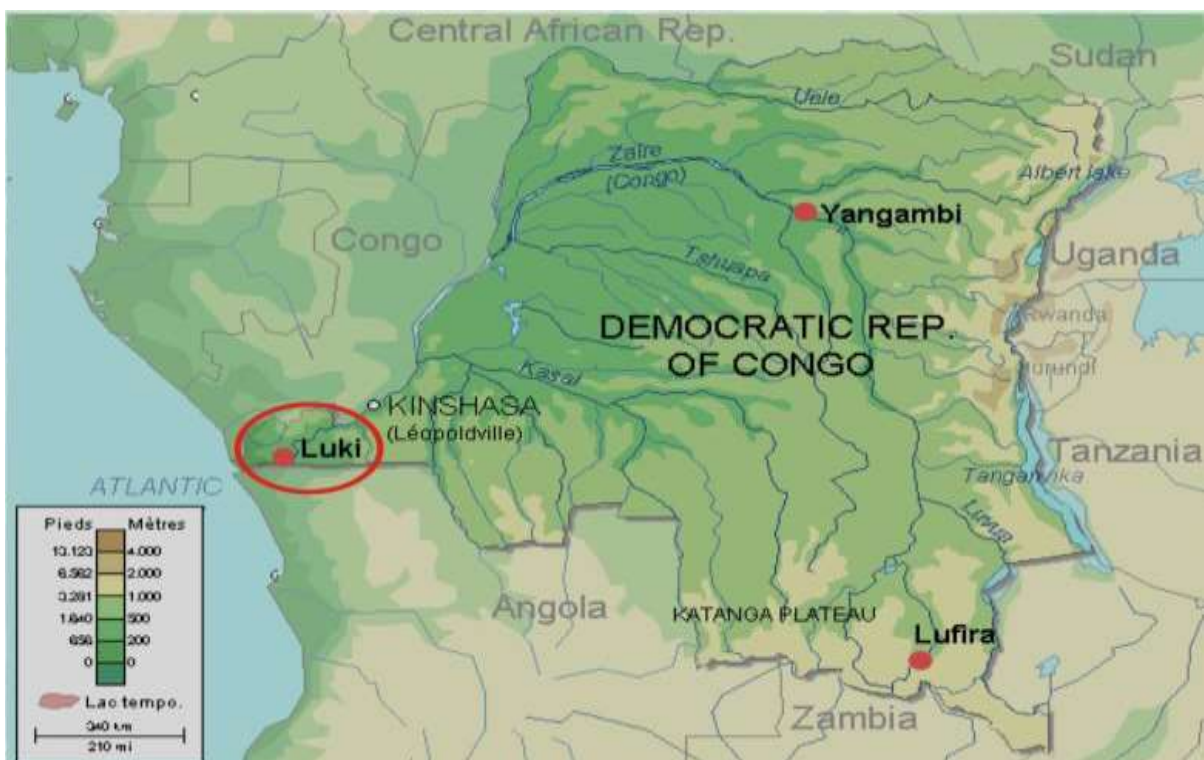 Central African Rep.
Sudan
Uele
Zaire
(Congo)
Albert lake
Yangambi
Congo
Uganda
Tshuapa
DEMOCRATIC REP.
OF CONGO
Rwanda
Kasai
KINSHASA
(Léopoldville)
Luki
Tanzania
ATLANTIC
Pieds Mètres
13.123 4.000
6.562 2.000
3.281 1.000
1.640 500
656 200
0 0
Lac tempo.
340 km
210 mi
Angola
KATANGA PLATEAU
Lufira
Zambia